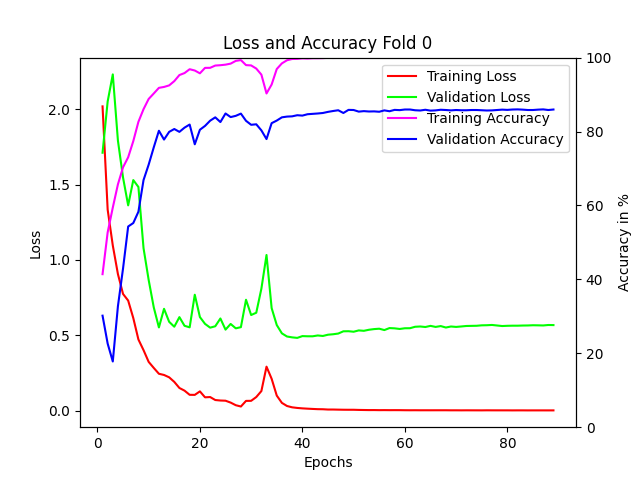 Loss and Accuracy Fold 0
Training Loss
Validation Loss
Training Accuracy
Validation Accuracy
Loss
2.0
1.5
1.0
0.5
0.0
100
80
60
40
20
0
Accuracy in %
0
20
40
60
80
Epochs